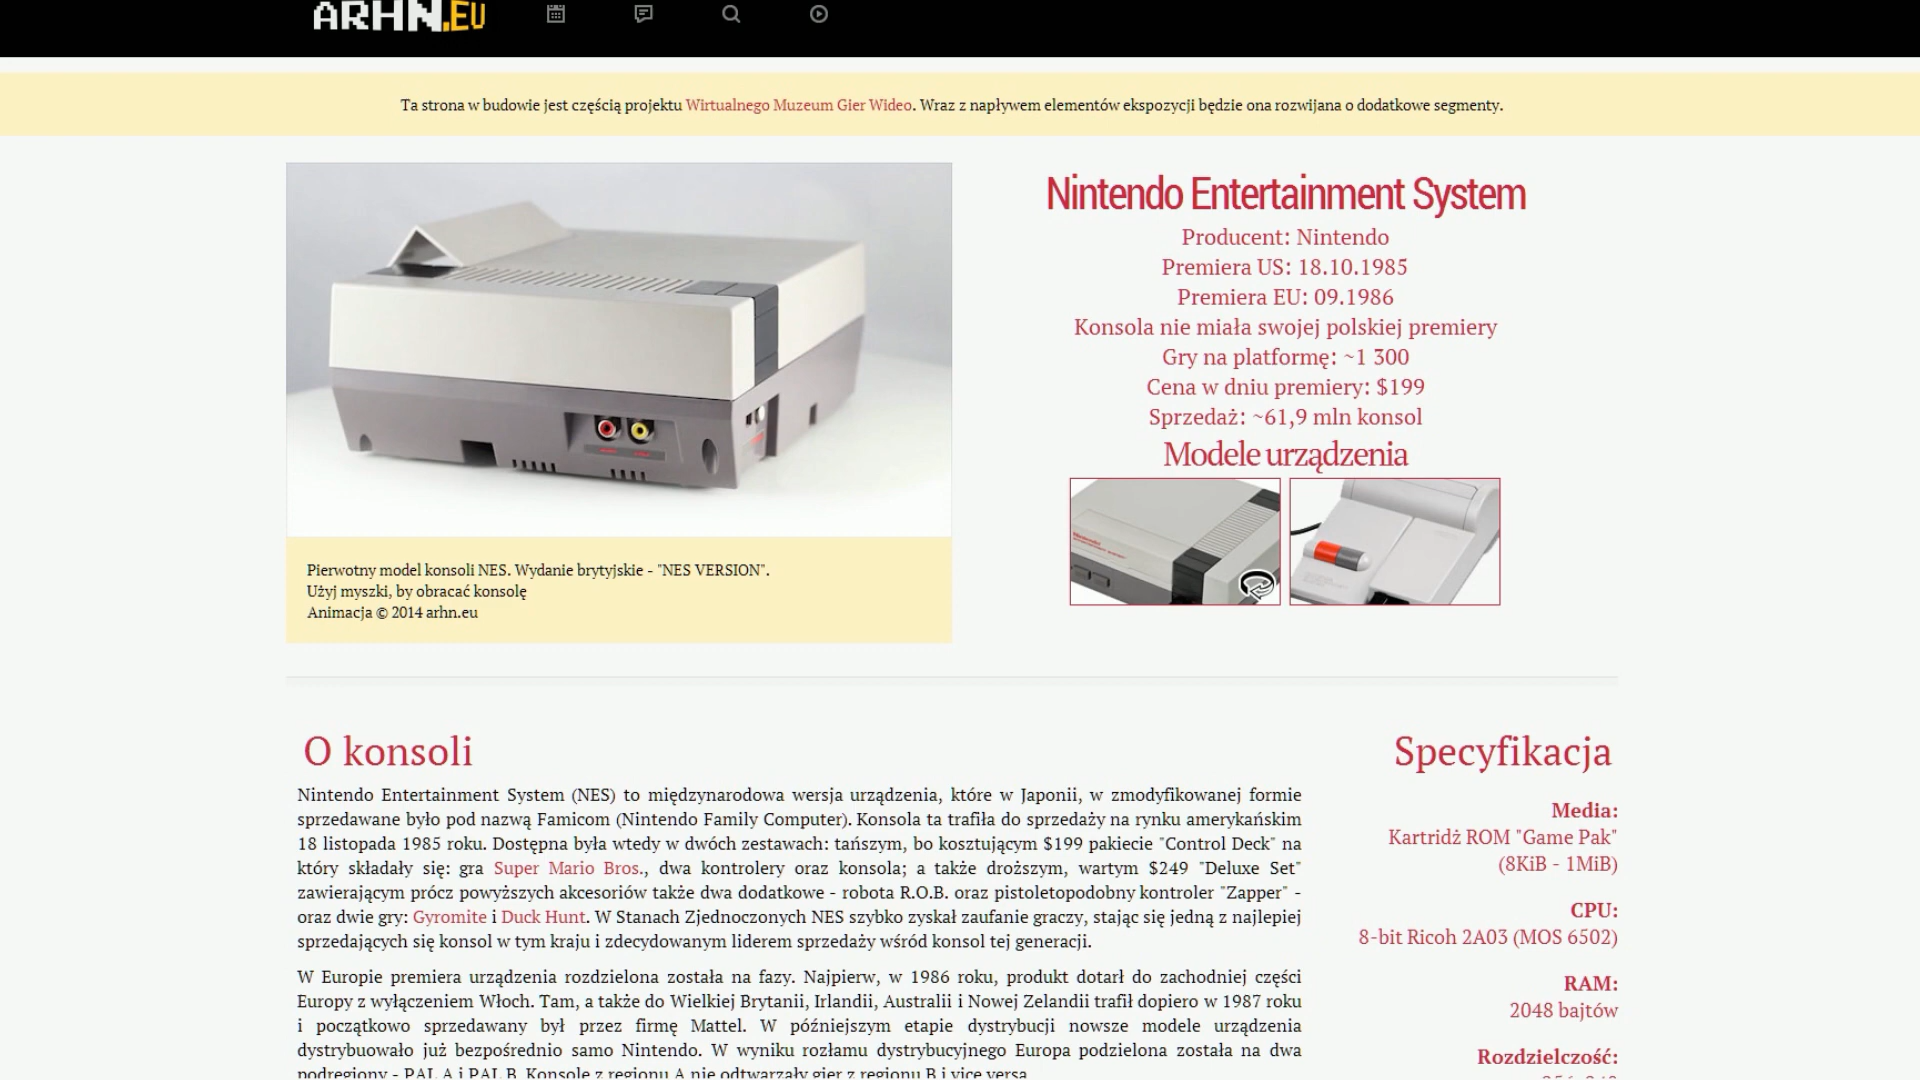 ARHN.EU
Ta strona w budowie jest częścią projektu Wirtualnego Muzeum Gier Wideo. Wraz z napływem elementów ekspozycji będzie ona rozwijana o dodatkowe segmenty.
Nintendo Entertainment System
Producent: Nintendo
Premiera US: 18.10.1985
Premiera EU: 09.1986
Konsola nie miała swojej polskiej premiery
Gry na platformę: ~1 300
Cena w dniu premiery: $199
Sprzedaż: ~61,9 mln konsol
Modele urządzenia
Pierwotny model konsoli NES. Wydanie brytyjskie - "NES VERSION".
Użyj myszki, by obracać konsolę
Animacja © 2014 arhn.eu
O konsoli
Nintendo Entertainment System (NES) to międzynarodowa wersja urządzenia, które w Japonii, w zmodyfikowanej formie
sprzedawane było pod nazwą Famicom (Nintendo Family Computer). Konsola ta trafiła do sprzedaży na rynku amerykańskim
18 listopada 1985 roku. Dostępna była wtedy w dwóch zestawach: tańszym, bo kosztującym $199 pakiecie "Control Deck" na
który składały się: gra Super Mario Bros., dwa kontrolery oraz konsola; a także droższym, wartym $249 "Deluxe Set"
zawierającym prócz powyższych akcesoriów także dwa dodatkowe - robota R.O.B. oraz pistoletopodobny kontroler "Zapper" -
oraz dwie gry: Gyromite i Duck Hunt. W Stanach Zjednoczonych NES szybko zyskał zaufanie graczy, stając się jedną z najlepiej
sprzedających się konsol w tym kraju i zdecydowanym liderem sprzedaży wśród konsol tej generacji.
W Europie premiera urządzenia rozdzielona została na fazy. Najpierw, w 1986 roku, produkt dotarł do zachodniej części
Europy z wyłączeniem Włoch. Tam, a także do Wielkiej Brytanii, Irlandii, Australii i Nowej Zelandii trafił dopiero w 1987 roku
i początkowo sprzedawany był przez firmę Mattel. W późniejszym etapie dystrybucji nowsze modele urządzenia
dystrybuowało już bezpośrednio samo Nintendo. W wyniku rozłamu dystrybucyjnego Europa podzielona została na dwa
podregiony - PAL A i PAL B. Konsole z regionu A nie odtwarzały gier z regionu B i vice versa.
Specyfikacja
Media:
Kartridż ROM "Game Pak"
(8KiB - 1MiB)
CPU:
8-bit Ricoh 2A03 (MOS 6502)
RAM:
2048 bajtów
Rozdzielczość: